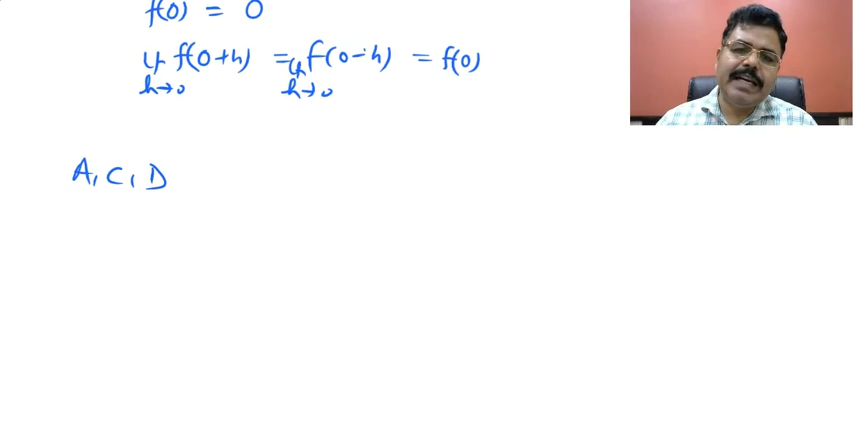 f(0) = 0
Lt f(0+h) = Lt f(0-h) = f(0)
h→0 h→0
A, C, D